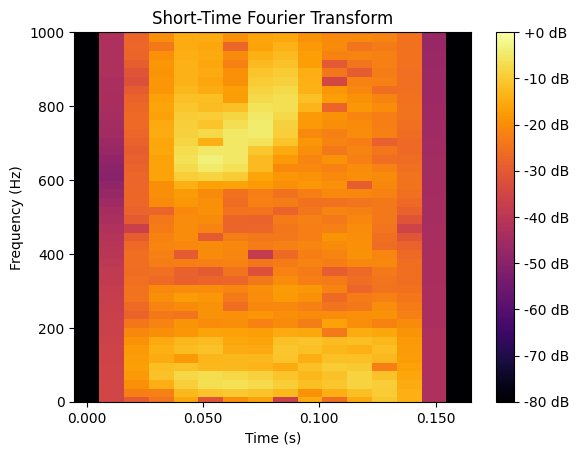 Short-Time Fourier Transform
1000
800
600
400
200
0
Frequency (Hz)
0.000
0.050
0.100
0.150
Time (s)
+0 dB
-10 dB
-20 dB
-30 dB
-40 dB
-50 dB
-60 dB
-70 dB
-80 dB